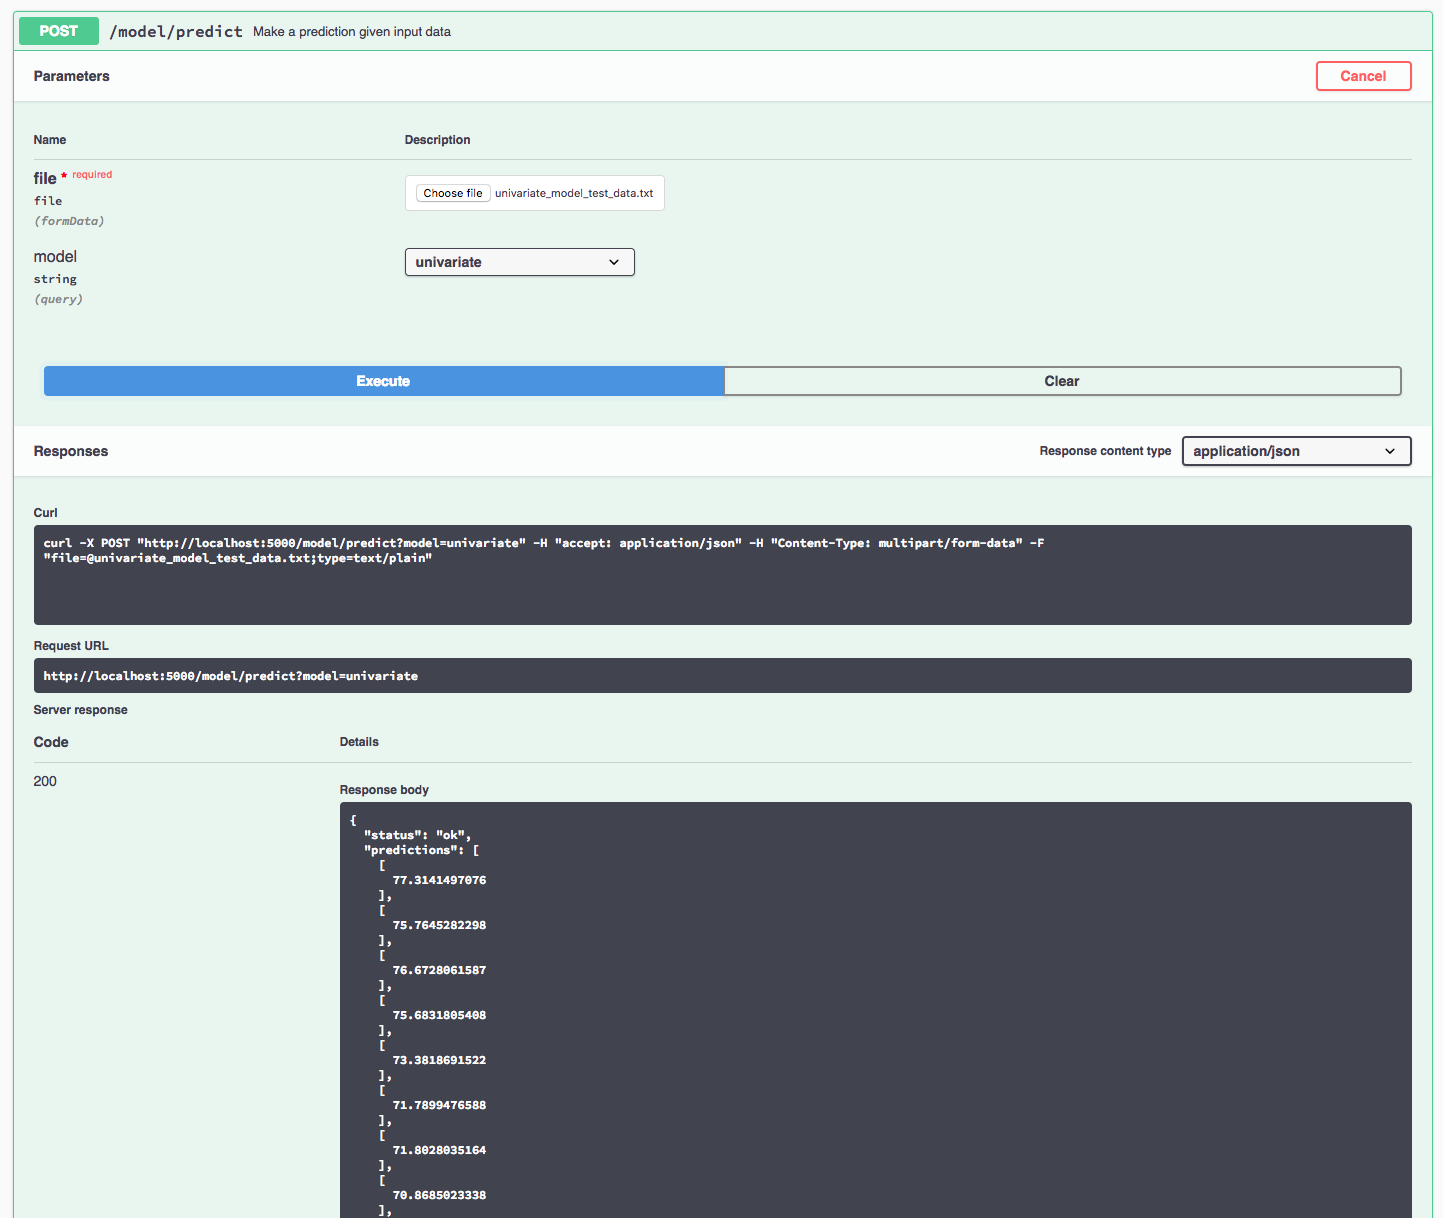 POST /model/predict Make a prediction given input data
Parameters Cancel
Name Description
file * required
file
(formData)
Choose file univariate_model_test_data.txt
model
string
(query)
univariate
Execute Clear
Responses Response content type application/json
Curl
curl -X POST "http://localhost:5000/model/predict?model=univariate" -H "accept: application/json" -H "Content-Type: multipart/form-data" -F
"file=@univariate_model_test_data.txt;type=text/plain"
Request URL
http://localhost:5000/model/predict?model=univariate
Server response
Code Details
200
Response body
{
"status": "ok",
"predictions": [
[
77.3141497076
],
[
75.7645282298
],
[
76.6728061587
],
[
75.6831805408
],
[
73.3818691522
],
[
71.7899476588
],
[
71.8028035164
],
[
70.8685023338
],